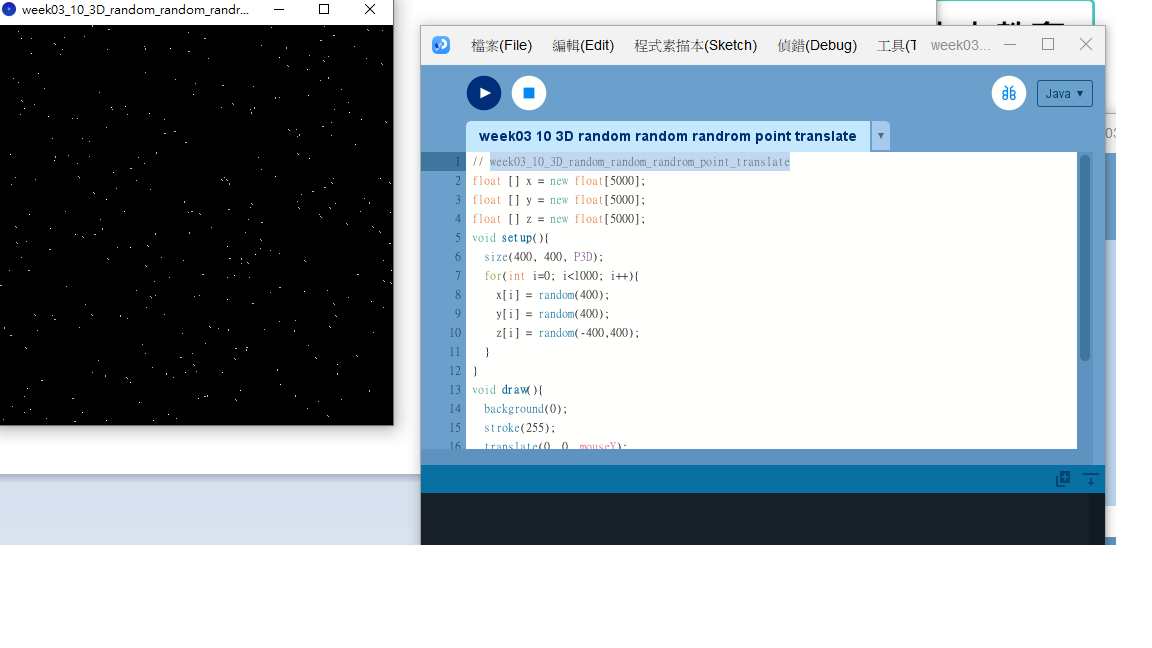 week03_10_3D_random_random_randr...
檔案(File) 編輯(Edit) 程式素描本(Sketch) 偵錯(Debug) 工具(T week03...
Java ▼
week03 10 3D random random randrom point translate ▼
1 // week03_10_3D_random_random_randrom_point_translate
2 float [] x = new float[5000];
3 float [] y = new float[5000];
4 float [] z = new float[5000];
5 void setup(){
6 size(400, 400, P3D);
7 for(int i=0; i<1000; i++){
8 x[i] = random(400);
9 y[i] = random(400);
10 z[i] = random(-400,400);
11 }
12 }
13 void draw(){
14 background(0);
15 stroke(255);
16 translate(0, 0, mouseY);